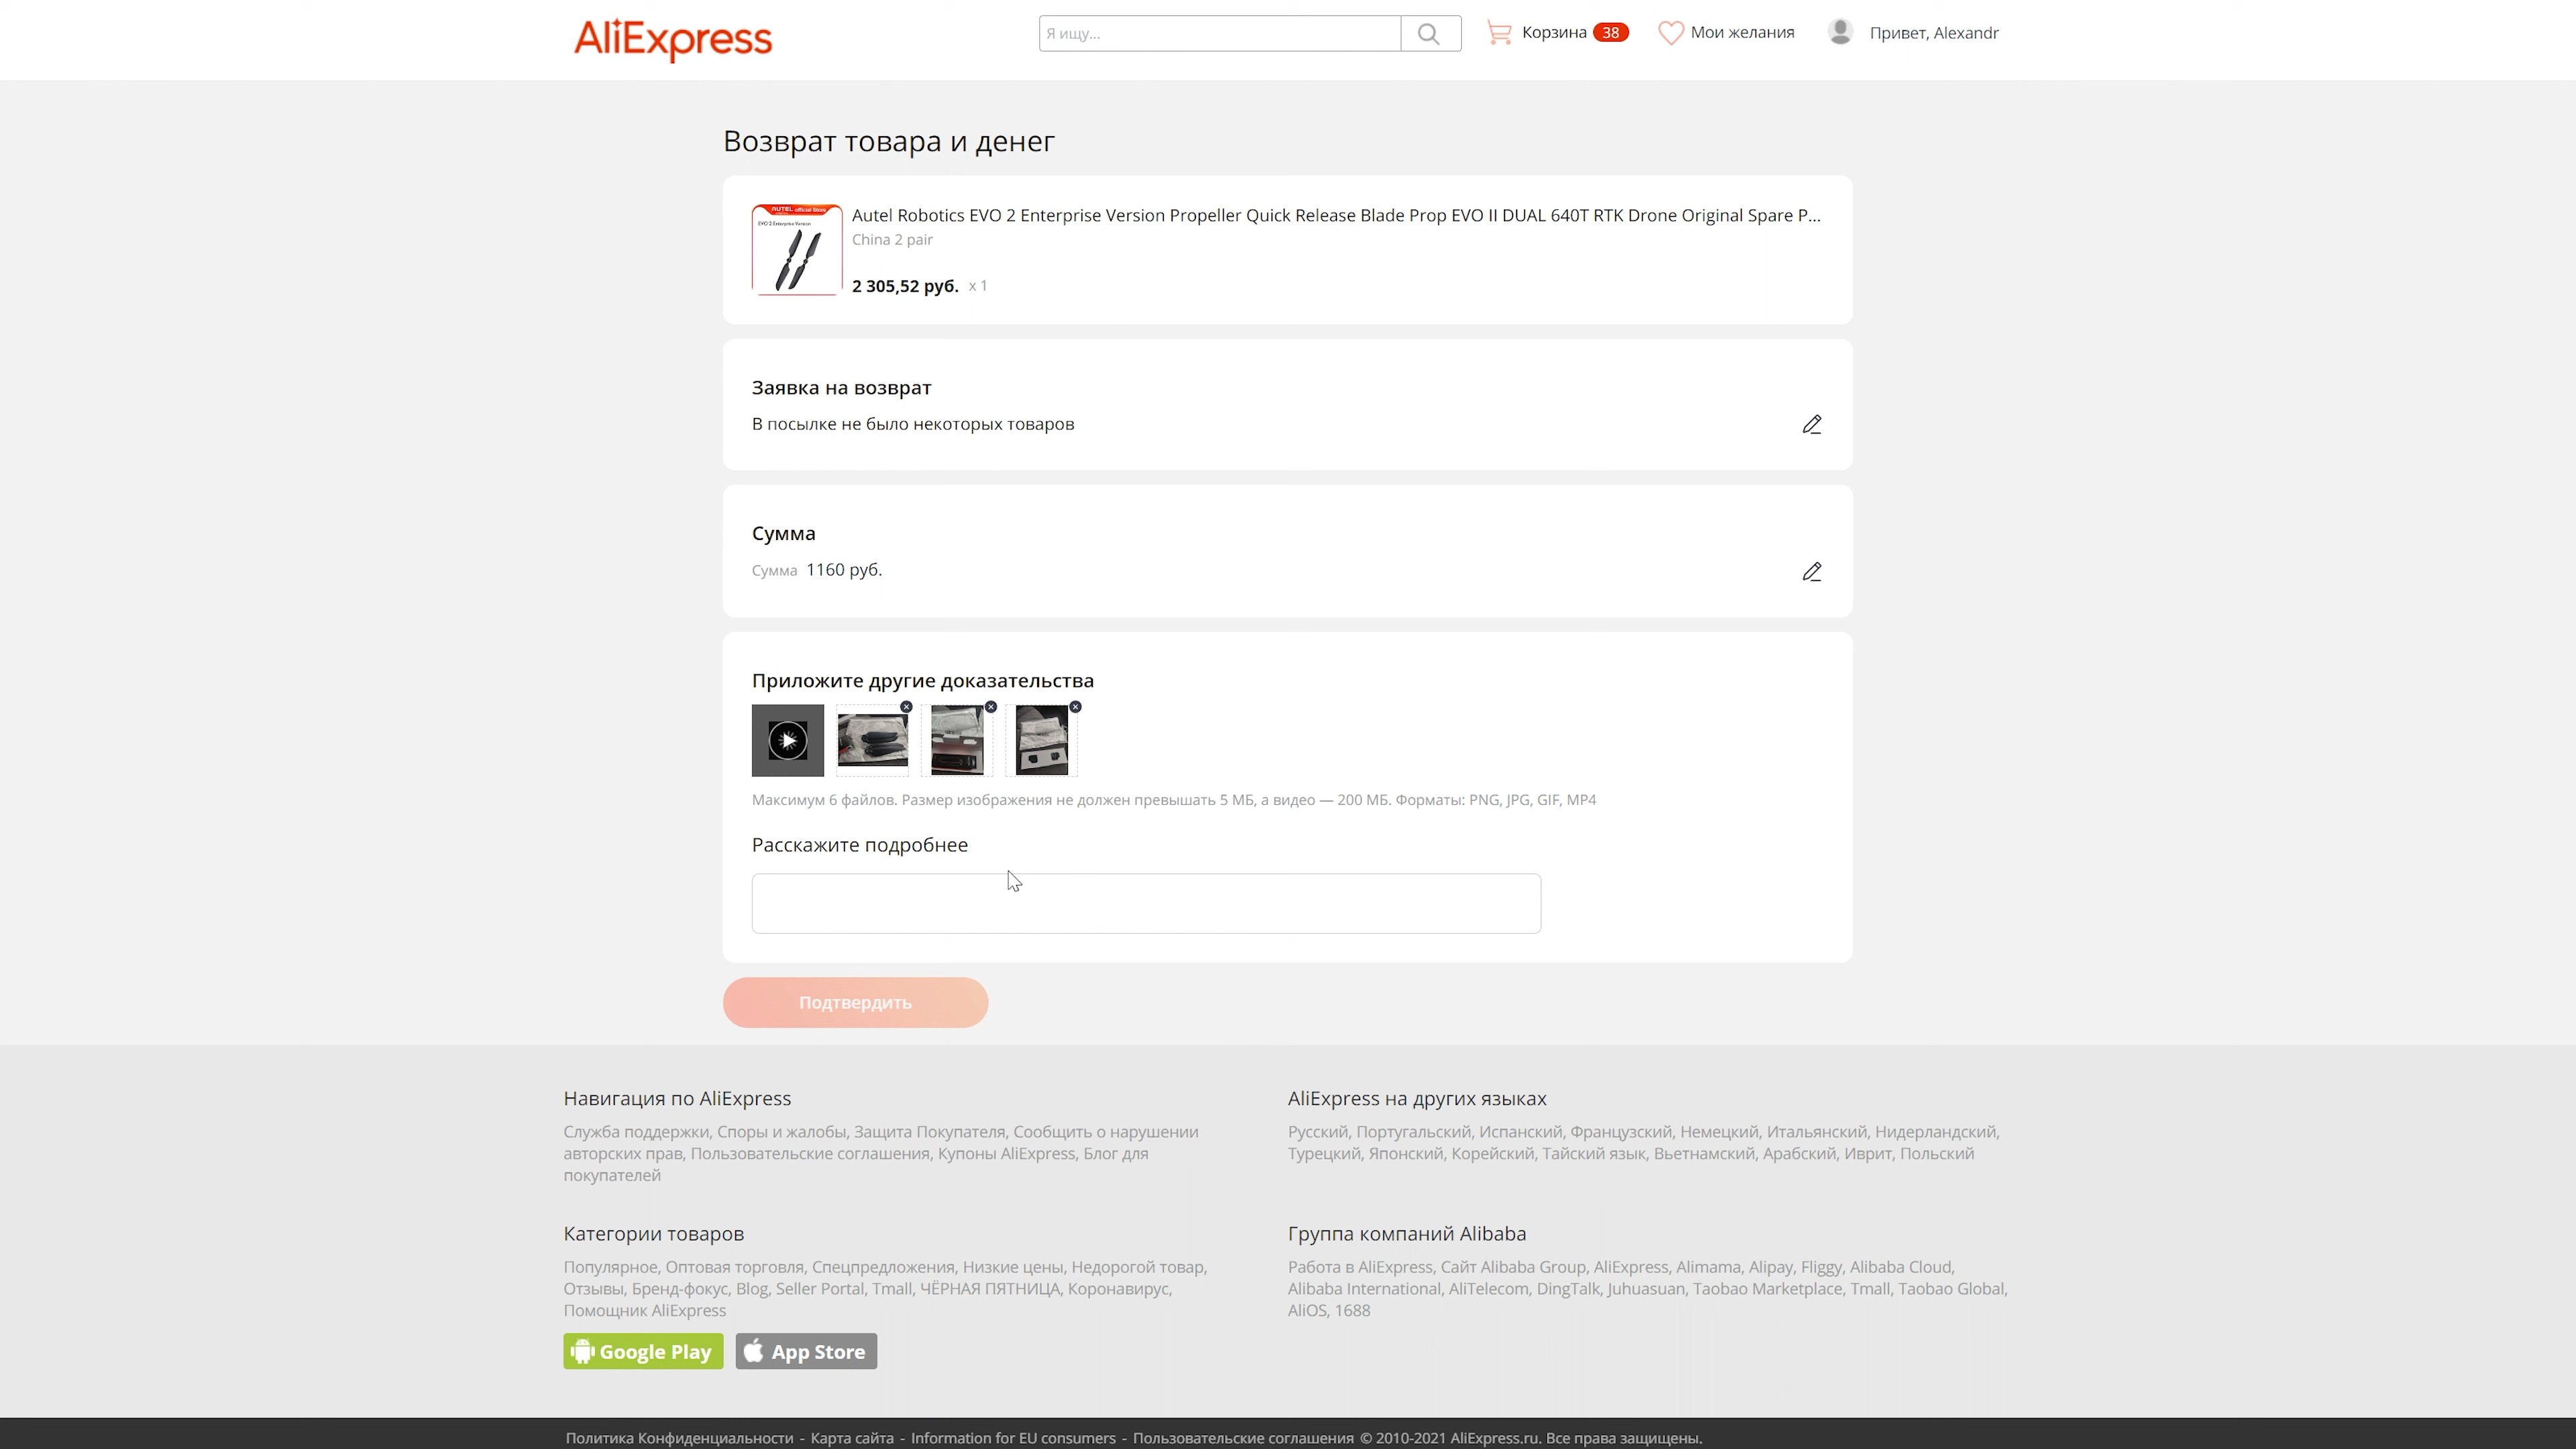 AliExpress
Я ищу...
Корзина 38
Мои желания
Привет, Alexandr
Возврат товара и денег
AUTEL official Store
EVO 2 Enterprise Version
Autel Robotics EVO 2 Enterprise Version Propeller Quick Release Blade Prop EVO II DUAL 640T RTK Drone Original Spare P...
China 2 pair
2 305,52 руб. x 1
Заявка на возврат
В посылке не было некоторых товаров
Сумма
Сумма 1160 руб.
Приложите другие доказательства
Максимум 6 файлов. Размер изображения не должен превышать 5 МБ, а видео — 200 МБ. Форматы: PNG, JPG, GIF, MP4
Расскажите подробнее
Подтвердить
Навигация по AliExpress
Служба поддержки, Споры и жалобы, Защита Покупателя, Сообщить о нарушении
авторских прав, Пользовательские соглашения, Купоны AliExpress, Блог для
покупателей
AliExpress на других языках
Русский, Португальский, Испанский, Французский, Немецкий, Итальянский, Нидерландский,
Турецкий, Японский, Корейский, Тайский язык, Вьетнамский, Арабский, Иврит, Польский
Категории товаров
Популярное, Оптовая торговля, Спецпредложения, Низкие цены, Недорогой товар,
Отзывы, Бренд-фокус, Blog, Seller Portal, Tmall, ЧЁРНАЯ ПЯТНИЦА, Коронавирус,
Помощник AliExpress
Группа компаний Alibaba
Работа в AliExpress, Сайт Alibaba Group, AliExpress, Alimama, Alipay, Fliggy, Alibaba Cloud,
Alibaba International, AliTelecom, DingTalk, Juhuasuan, Taobao Marketplace, Tmall, Taobao Global,
AliOS, 1688
Google Play
App Store
Политика Конфиденциальности - Карта сайта - Information for EU consumers - Пользовательские соглашения © 2010-2021 AliExpress.ru. Все права защищены.